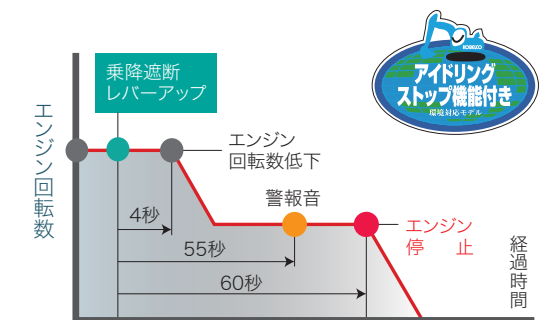 KOBELCO
アイドリング
ストップ機能付き
環境対応モデル
乗降遮断
レバーアップ
エンジン回転数
エンジン
回転数低下
警報音
4秒
エンジン
停　止
55秒
60秒
経過時間